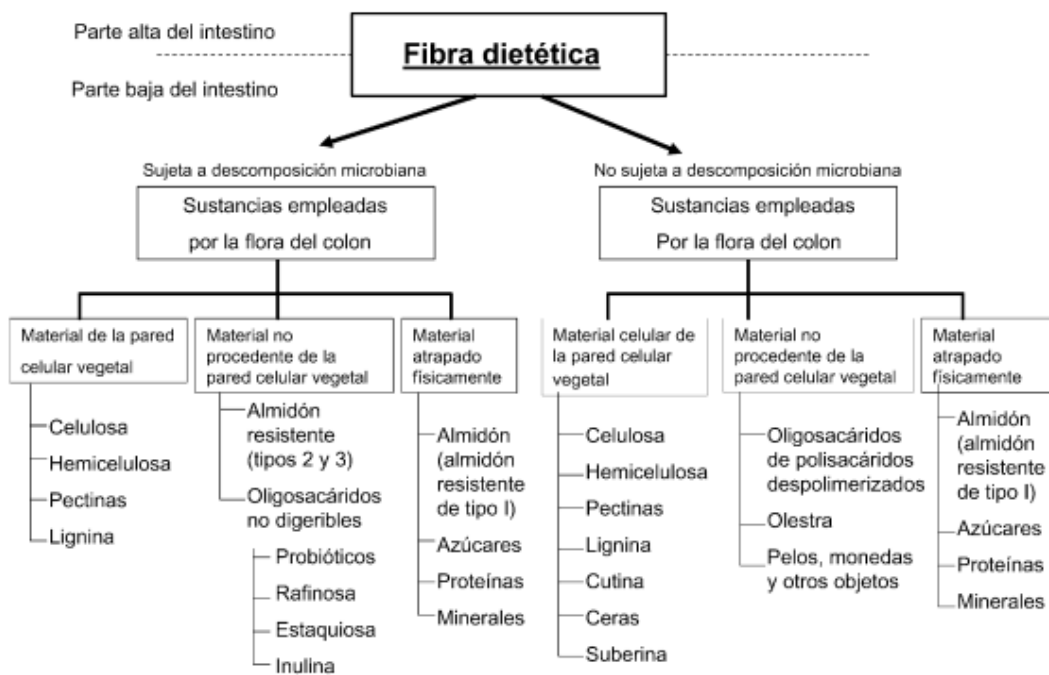 Parte alta del intestino
Fibra dietética
Parte baja del intestino
Sujeta a descomposición microbiana
Sustancias empleadas
por la flora del colon
No sujeta a descomposición microbiana
Sustancias empleadas
Por la flora del colon
Material de la pared
celular vegetal
Celulosa
Hemicelulosa
Pectinas
Lignina
Material no
procedente de la
pared celular vegetal
Almidón
resistente
(tipos 2 y 3)
Oligosacáridos
no digeribles
Probióticos
Rafinosa
Estaquiosa
Inulina
Material
atrapado
físicamente
Almidón
(almidón
resistente
de tipo I)
Azúcares
Proteínas
Minerales
Material celular de
la pared celular
vegetal
Celulosa
Hemicelulosa
Pectinas
Lignina
Cutina
Ceras
Suberina
Material no
procedente de la
pared celular vegetal
Oligosacáridos
de polisacáridos
despolimerizados
Olestra
Pelos, monedas
y otros objetos
Material
atrapado
físicamente
Almidón
(almidón
resistente
de tipo I)
Azúcares
Proteínas
Minerales